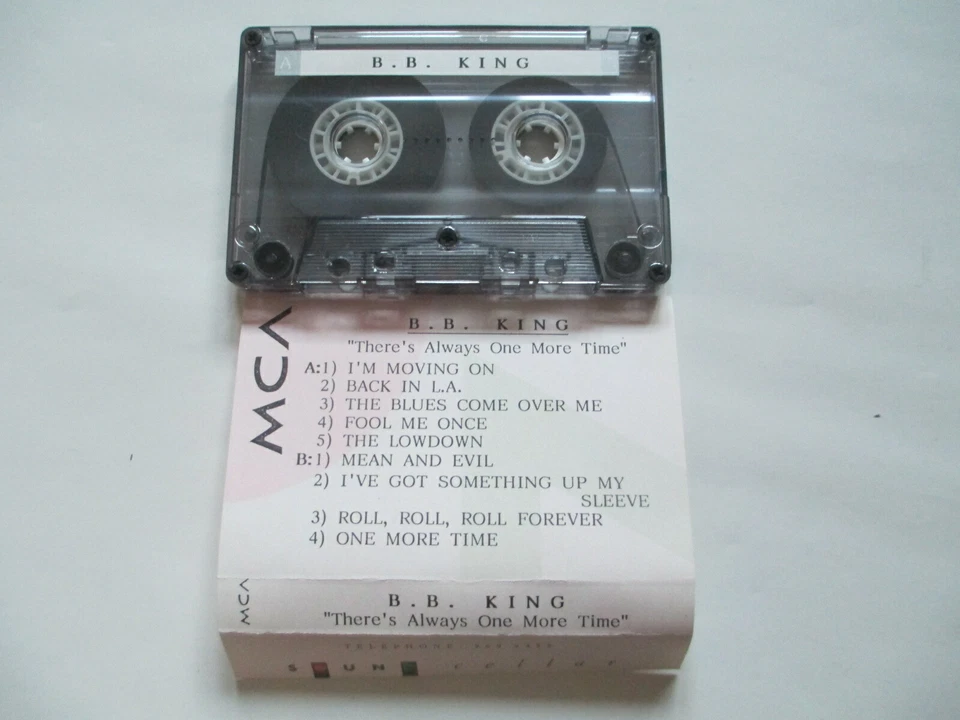 A
B.B. KING
MCA
B.B. KING
"There's Always One More Time"
A:1) I'M MOVING ON
2) BACK IN L.A.
3) THE BLUES COME OVER ME
4) FOOL ME ONCE
5) THE LOWDOWN
B:1) MEAN AND EVIL
2) I'VE GOT SOMETHING UP MY
SLEEVE
3) ROLL, ROLL, ROLL FOREVER
4) ONE MORE TIME
MCA
B.B. KING
"There's Always One More Time"
TELEPHONE: